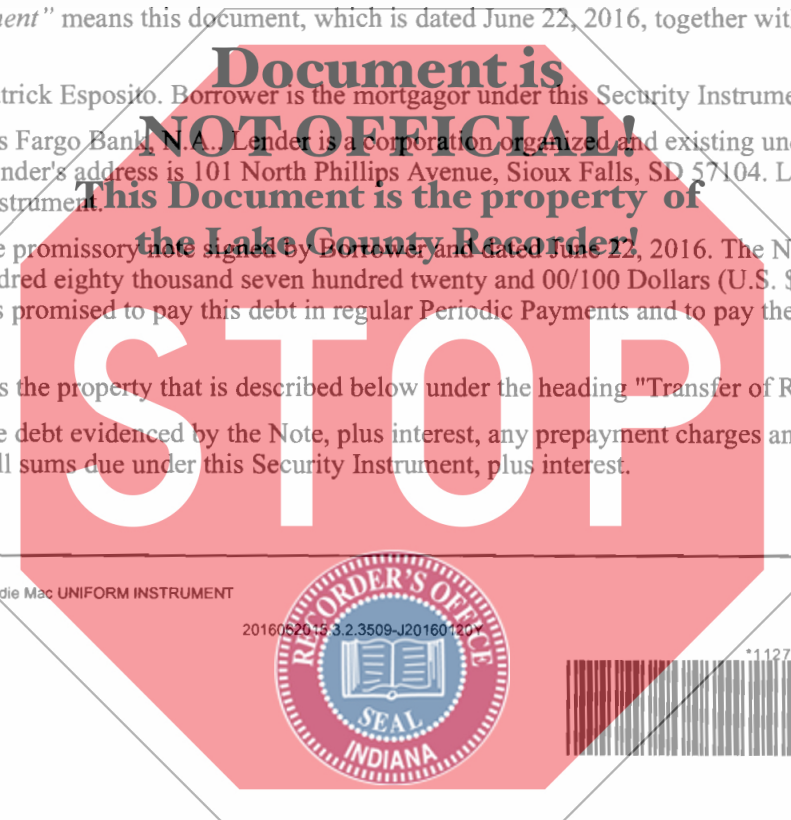 ent” means this document, which is dated June 22, 2016, together wit
Document is
trick Esposito. Borrower is the mortgagor under this Security Instrume
NOT OFFICIAL!
s Fargo Bank, N.A.. Lender is a corporation organized and existing un
nder's address is 101 North Phillips Avenue, Sioux Falls, SD 57104. L
This Document is the property of
strument.
the Lake County Recorder!
e promissory note signed by Borrower and dated June 22, 2016. The N
dred eighty thousand seven hundred twenty and 00/100 Dollars (U.S. $
s promised to pay this debt in regular Periodic Payments and to pay the
STOP
s the property that is described below under the heading "Transfer of R
e debt evidenced by the Note, plus interest, any prepayment charges an
ll sums due under this Security Instrument, plus interest.
die Mac UNIFORM INSTRUMENT
RECORDER'S OFFICE
3.2.3509-J20160120Y
*1127
SEAL
INDIANA